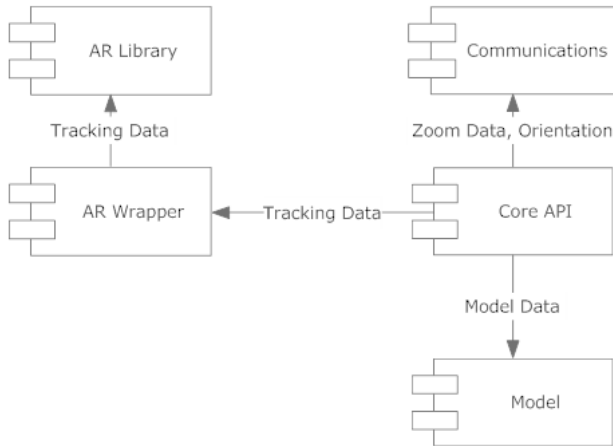 AR Library
Communications
Tracking Data
Zoom Data, Orientation
AR Wrapper
Tracking Data
Core API
Model Data
Model